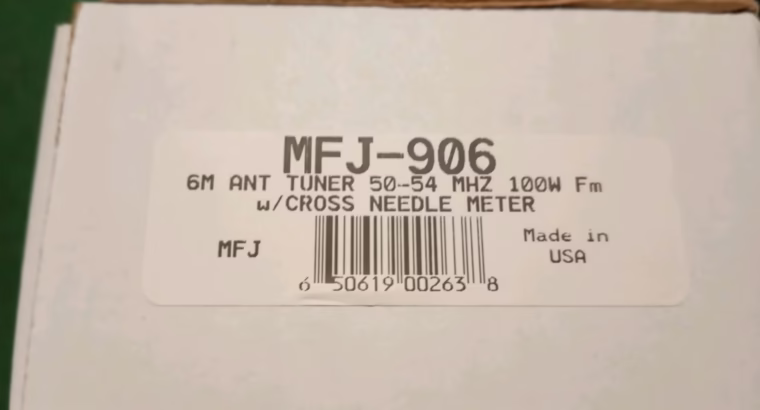 MFJ-906
6M ANT TUNER 50-54 MHZ 100W Fm
w/CROSS NEEDLE METER
MFJ
Made in
USA
6 50619 00263 8